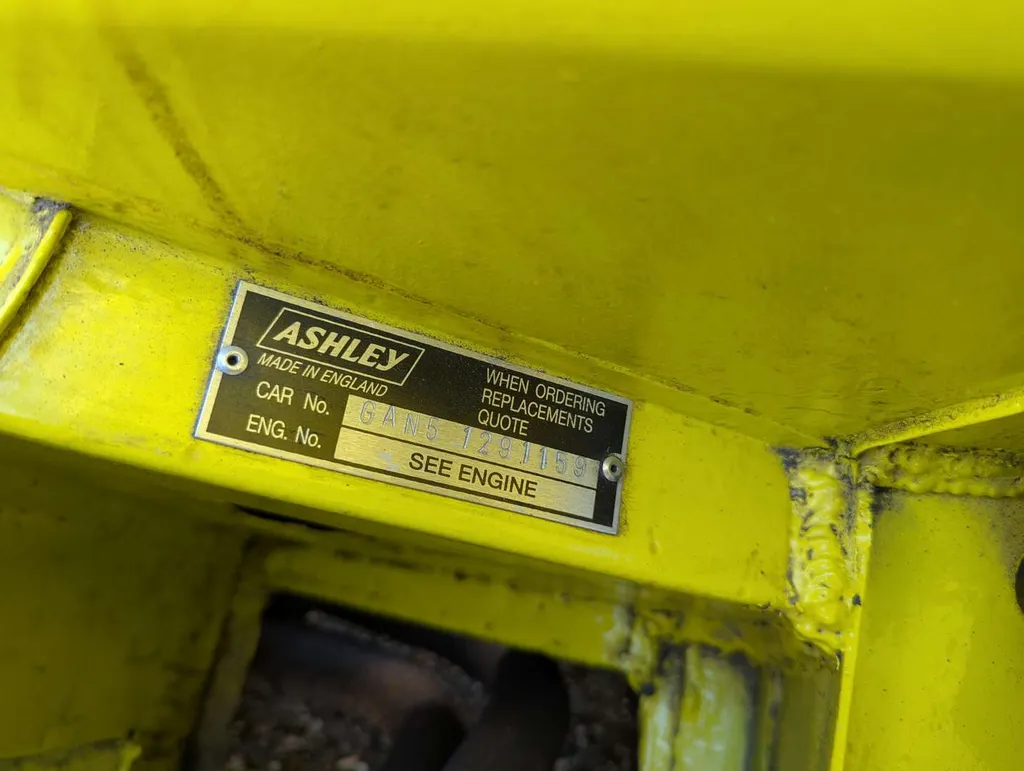 ASHLEY
MADE IN ENGLAND
WHEN ORDERING
REPLACEMENTS
QUOTE
CAR No. GAN5 1291159
ENG. No. SEE ENGINE